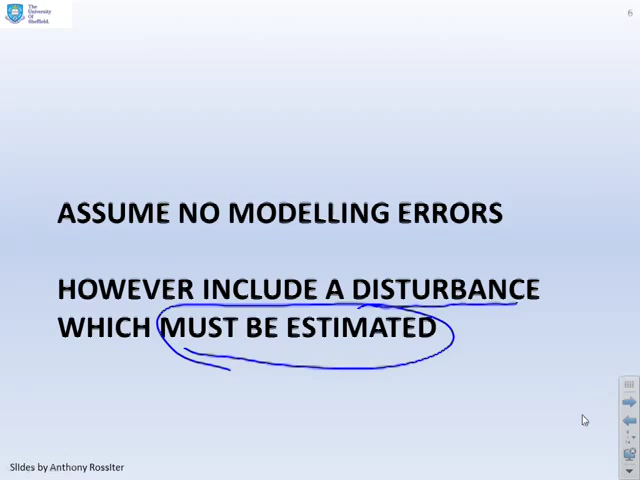 The
University
Of
Sheffield.
6
ASSUME NO MODELLING ERRORS
HOWEVER INCLUDE A DISTURBANCE
WHICH MUST BE ESTIMATED
Slides by Anthony Rossiter